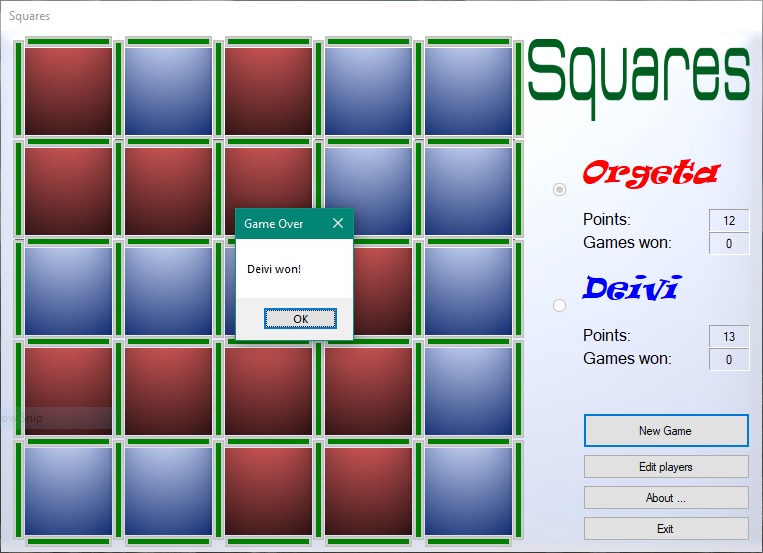 Squares
Squares
Orgeta
Points: 12
Games won: 0
Game Over
Deivi won!
OK
Deivi
Points: 13
Games won: 0
New Game
Edit players
About ...
Exit